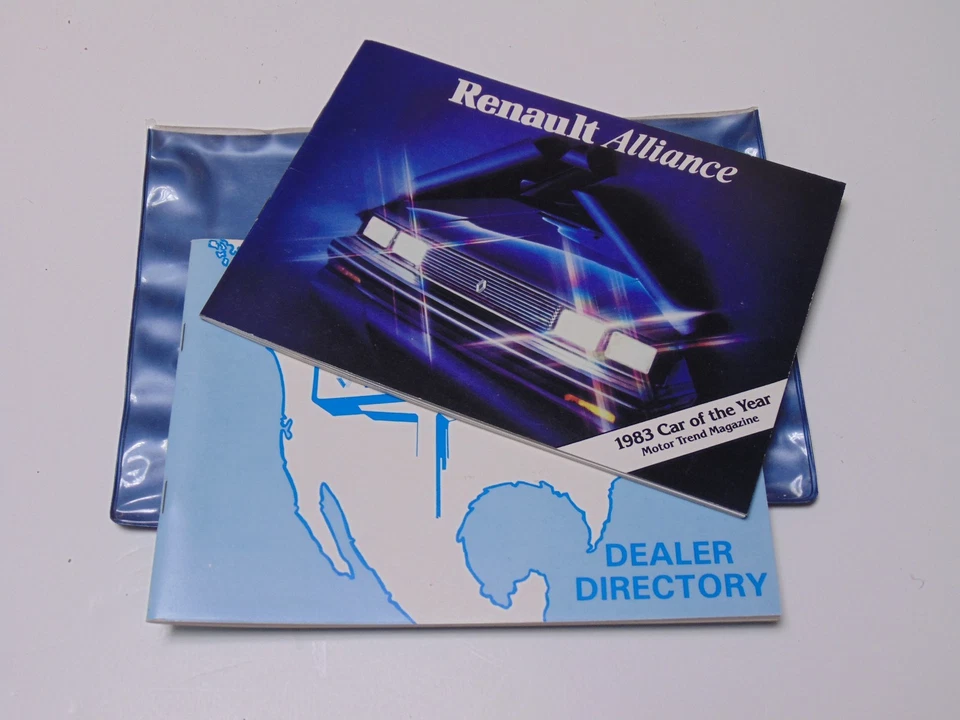 Renault Alliance
1983 Car of the Year
Motor Trend Magazine
DEALER
DIRECTORY